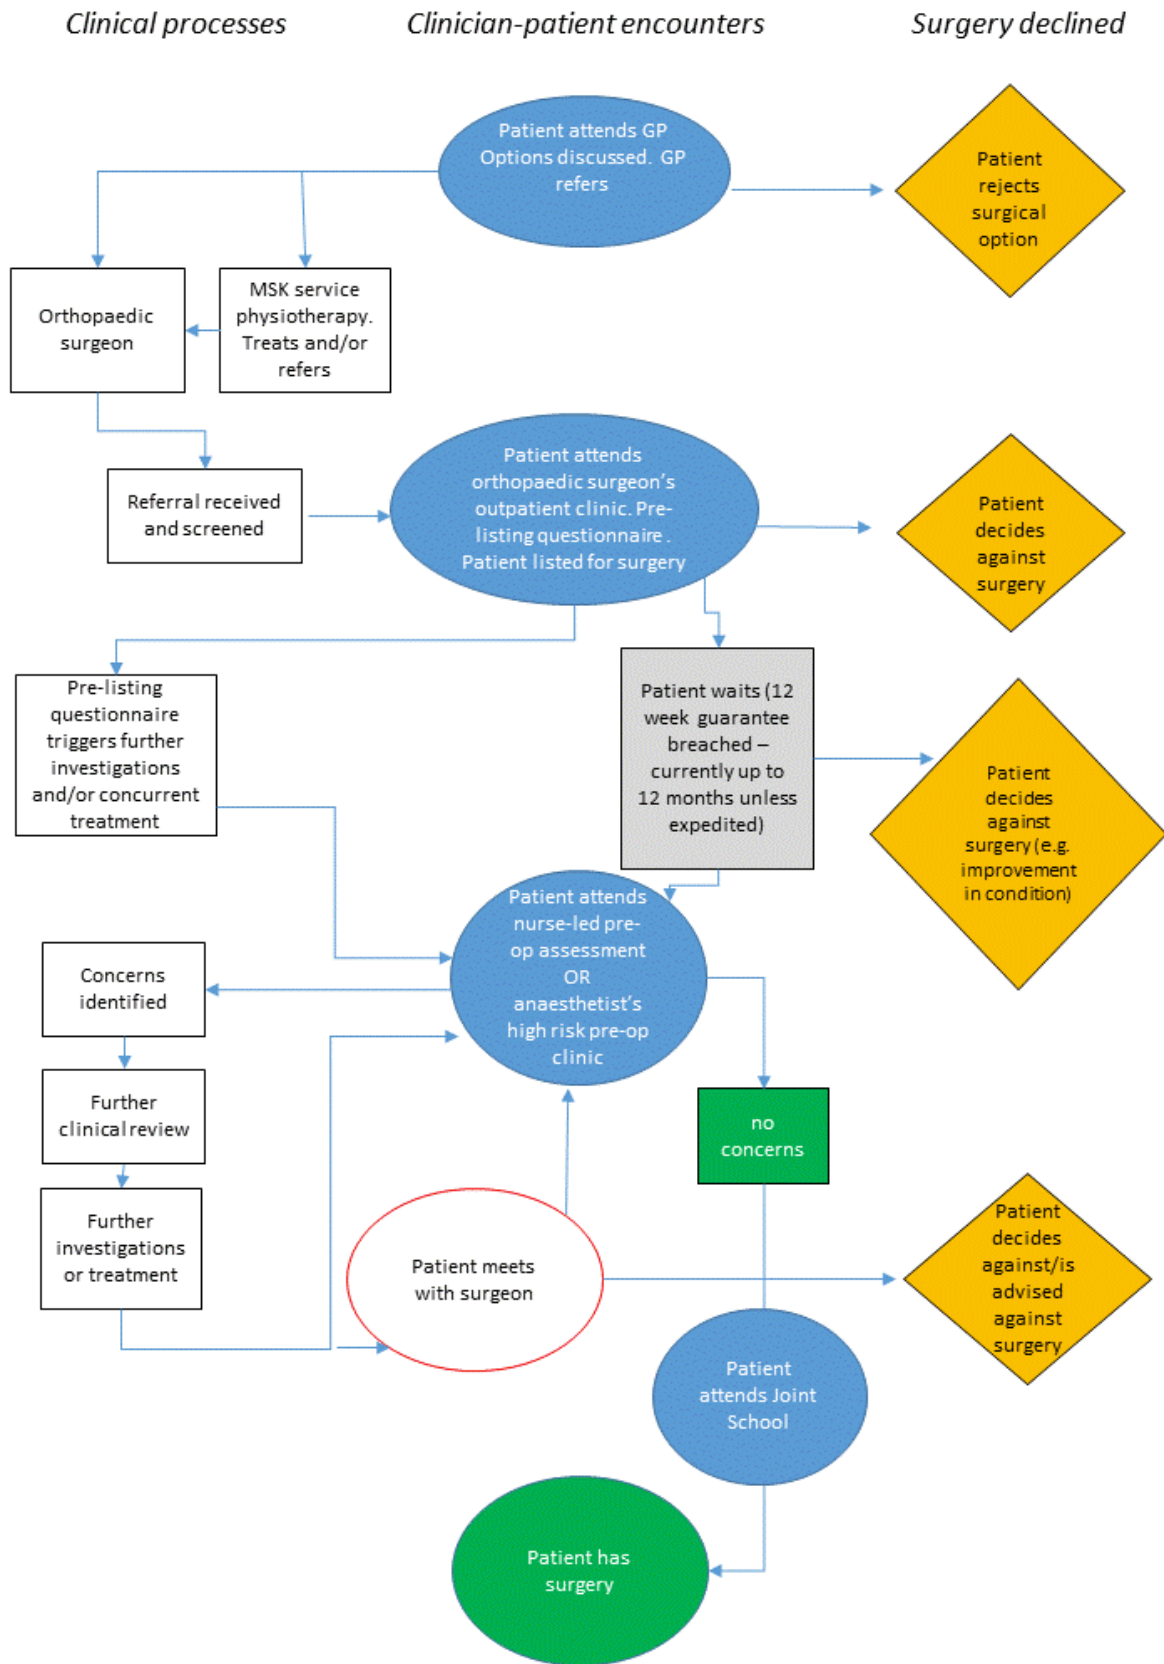 Clinical processes
Clinician-patient encounters
Surgery declined
Patient attends GP
Options discussed. GP
refers
Patient
rejects
surgical
option
Orthopaedic
surgeon
MSK service
physiotherapy.
Treats and/or
refers
Referral received
and screened
Patient attends
orthopaedic surgeon's
outpatient clinic. Pre-
listing questionnaire.
Patient listed for surgery
Patient
decides
against
surgery
Pre-listing
questionnaire
triggers further
investigations
and/or concurrent
treatment
Patient waits (12
week guarantee
breached –
currently up to
12 months unless
expedited)
Patient
decides
against
surgery (e.g.
improvement
in condition)
Patient attends
nurse-led pre-
op assessment
OR
anaesthetist's
high risk pre-op
clinic
Concerns
identified
Further
clinical review
Further
investigations
or treatment
no
concerns
Patient meets
with surgeon
Patient
decides
against/is
advised
against
surgery
Patient
attends Joint
School
Patient has
surgery